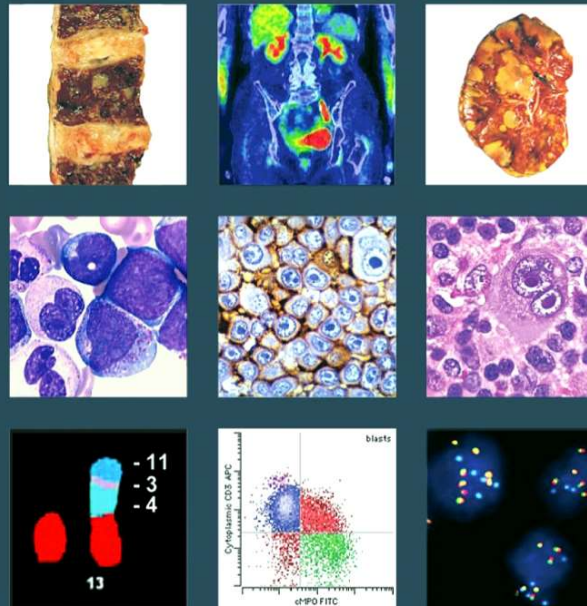 - 11
- 3
- 4
13
blasts
Cytoplasmic CD3 APC
cMPO FITC